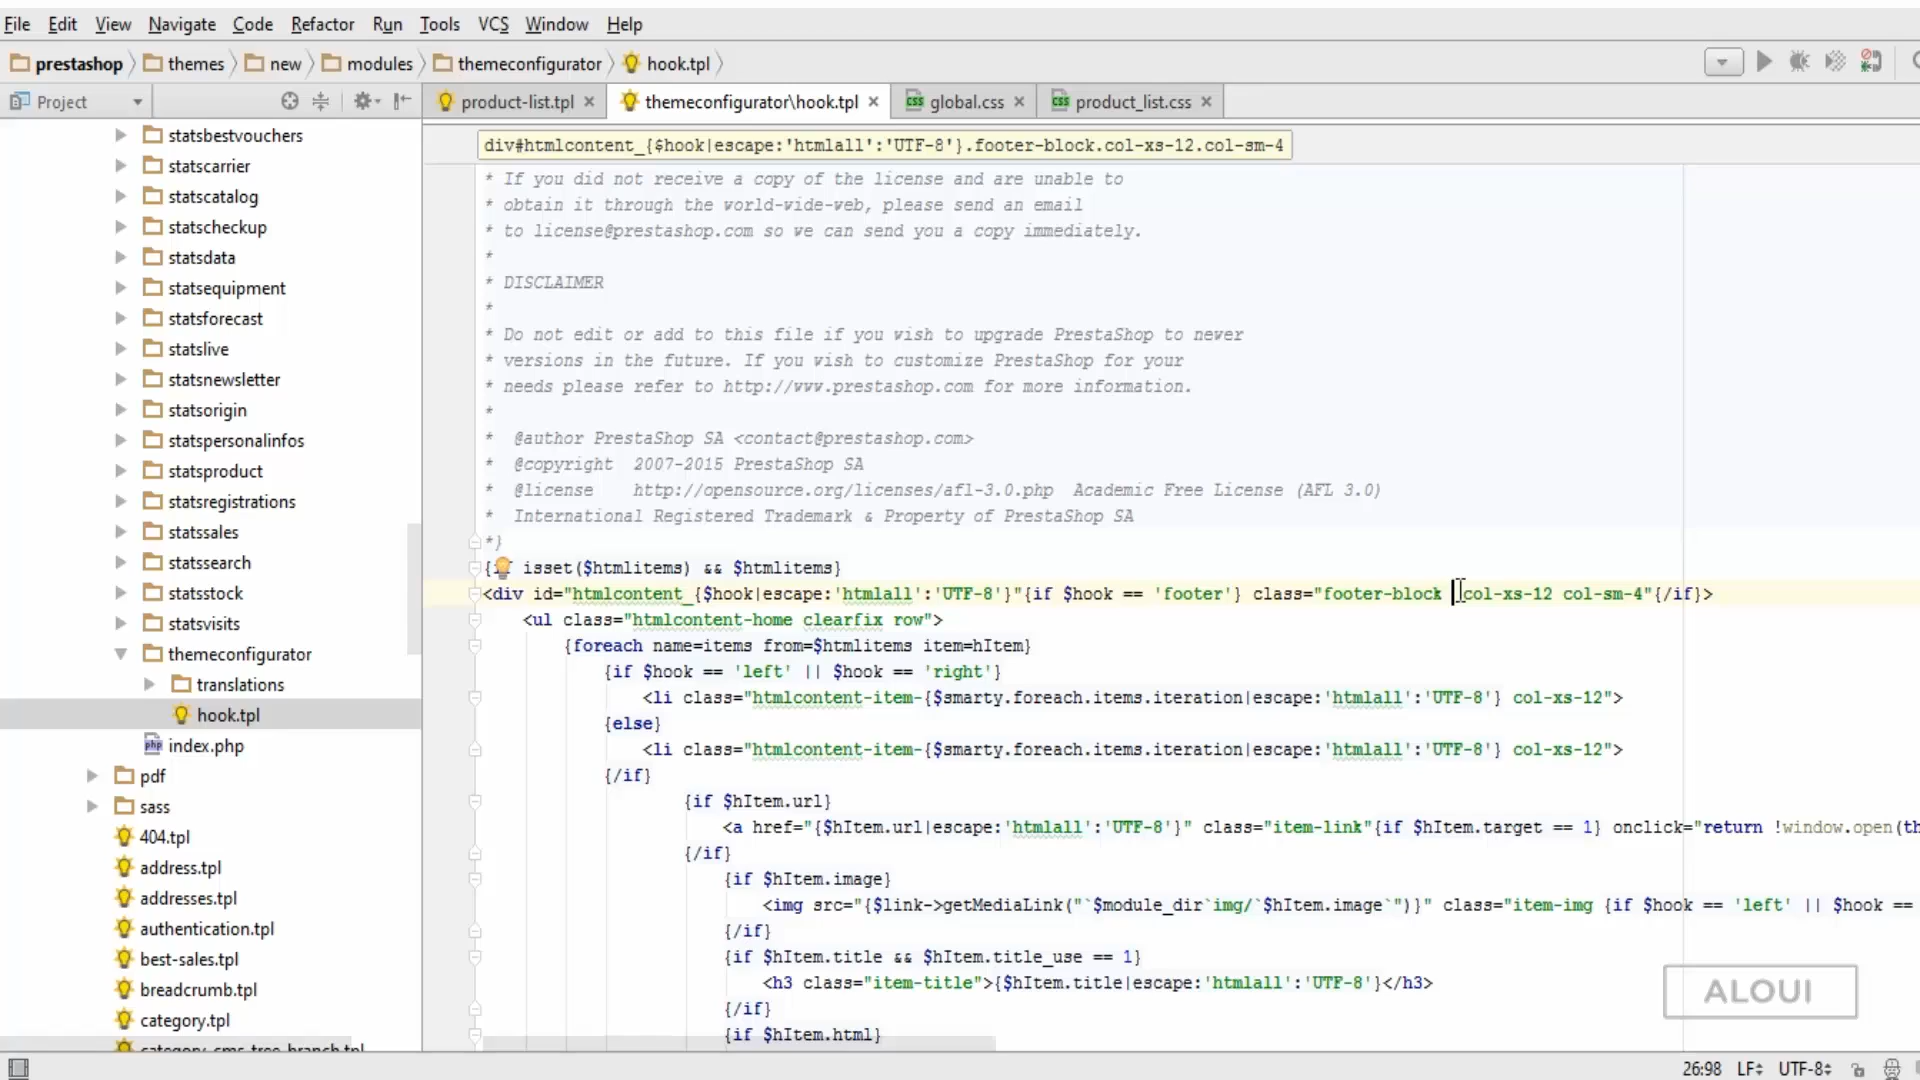 File Edit View Navigate Code Refactor Run Tools VCS Window Help
prestashop themes new modules themeconfigurator hook.tpl
Project
product-list.tpl themeconfigurator\hook.tpl global.css product_list.css
div#htmlcontent_{$hook|escape:'htmlall':'UTF-8'}.footer-block.col-xs-12.col-sm-4
statsbestvouchers
statscarrier
statscatalog
statscheckup
statsdata
statsequipment
statsforecast
statslive
statsnewsletter
statsorigin
statspersonalinfos
statsproduct
statsregistrations
statssales
statssearch
statsstock
statsvisits
themeconfigurator
translations
hook.tpl
index.php
pdf
sass
404.tpl
address.tpl
addresses.tpl
authentication.tpl
best-sales.tpl
breadcrumb.tpl
category.tpl
category-cms-tree-branch.tpl
* If you did not receive a copy of the license and are unable to
* obtain it through the world-wide-web, please send an email
* to license@prestashop.com so we can send you a copy immediately.
*
* DISCLAIMER
*
* Do not edit or add to this file if you wish to upgrade PrestaShop to newer
* versions in the future. If you wish to customize PrestaShop for your
* needs please refer to http://www.prestashop.com for more information.
*
* @author PrestaShop SA <contact@prestashop.com>
* @copyright 2007-2015 PrestaShop SA
* @license http://opensource.org/licenses/afl-3.0.php Academic Free License (AFL 3.0)
* International Registered Trademark & Property of PrestaShop SA
*}
{if isset($htmlitems) && $htmlitems}
<div id="htmlcontent_{$hook|escape:'htmlall':'UTF-8'}"{if $hook == 'footer'} class="footer-block col-xs-12 col-sm-4"{/if}>
<ul class="htmlcontent-home clearfix row">
{foreach name=items from=$htmlitems item=hItem}
{if $hook == 'left' || $hook == 'right'}
<li class="htmlcontent-item-{$smarty.foreach.items.iteration|escape:'htmlall':'UTF-8'} col-xs-12">
{else}
<li class="htmlcontent-item-{$smarty.foreach.items.iteration|escape:'htmlall':'UTF-8'} col-xs-12">
{/if}
{if $hItem.url}
<a href="{$hItem.url|escape:'htmlall':'UTF-8'}" class="item-link"{if $hItem.target == 1} onclick="return !window.open(th
{/if}
{if $hItem.image}
<img src="{$link->getMediaLink("`$module_dir`img/`$hItem.image`")}" class="item-img {if $hook == 'left' || $hook ==
{/if}
{if $hItem.title && $hItem.title_use == 1}
<h3 class="item-title">{$hItem.title|escape:'htmlall':'UTF-8'}</h3>
{/if}
{if $hItem.html}
ALOUI
26:98 LF UTF-8